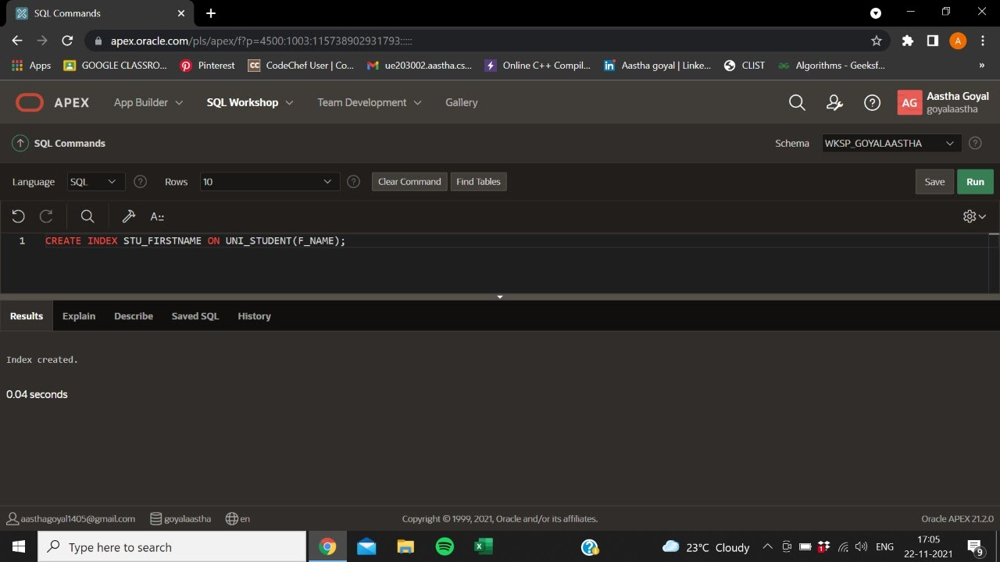 SQL Commands
apex.oracle.com/pls/apex/f?p=4500:1003:115738902931793:::::
A
Apps GOOGLE CLASSRO... Pinterest CC CodeChef User | Co... ue203002.aastha.cs... Online C++ Compil... in Aastha goyal | Linke... CLIST Algorithms - Geeksf... »
APEX App Builder SQL Workshop Team Development Gallery
AG Aastha Goyal
goyalaastha
SQL Commands Schema WKSP_GOYALAASTHA
Language SQL Rows 10 Clear Command Find Tables Save Run
A::
1 CREATE INDEX STU_FIRSTNAME ON UNI_STUDENT(F_NAME);
Results Explain Describe Saved SQL History
Index created.
0.04 seconds
aasthagoyal1405@gmail.com goyalaastha en Copyright © 1999, 2021, Oracle and/or its affiliates. Oracle APEX 21.2.0
Type here to search 23°C Cloudy ENG 17:05
22-11-2021
9